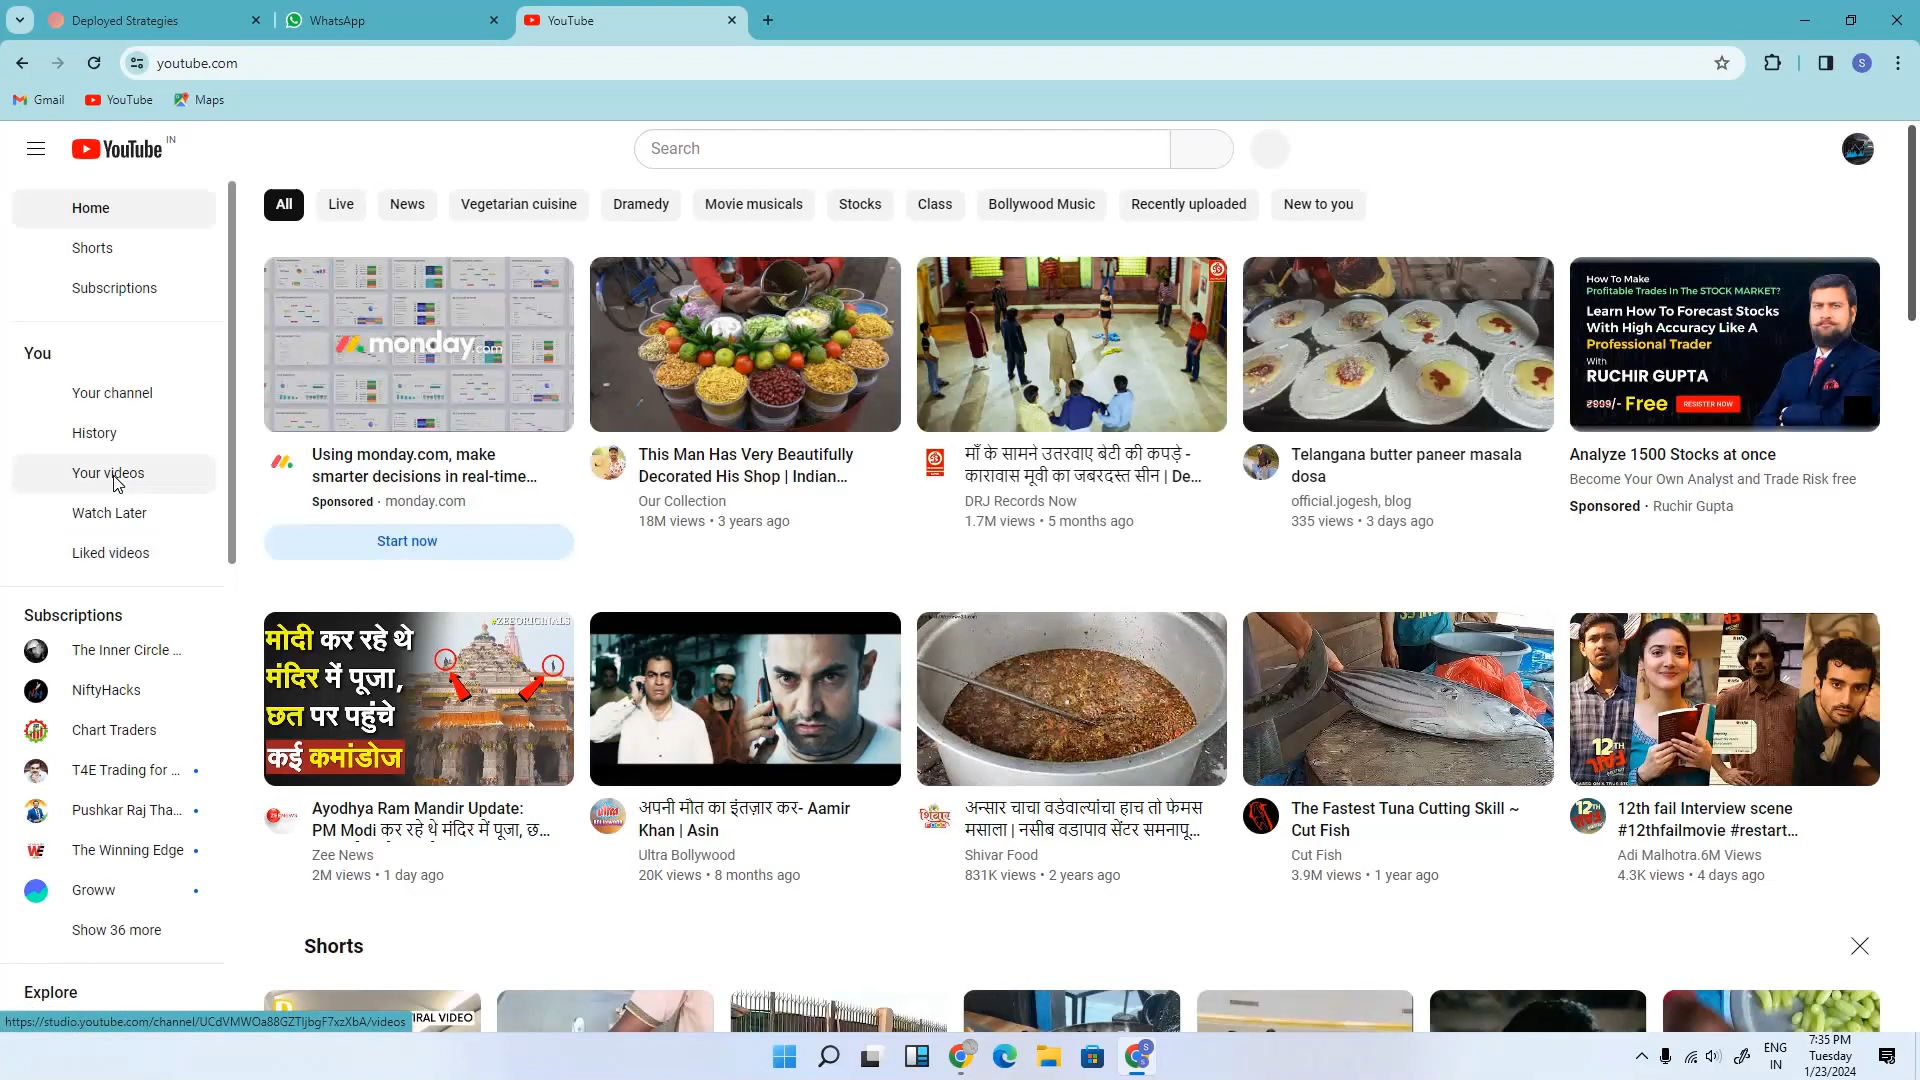 Deployed Strategies
WhatsApp
YouTube
youtube.com
S
Gmail
YouTube
Maps
YouTube IN
Search
Home
Shorts
Subscriptions
You
Your channel
History
Your videos
Watch Later
Liked videos
Subscriptions
The Inner Circle ...
NiftyHacks
Chart Traders
T4E Trading for ...
Pushkar Raj Tha...
The Winning Edge
Groww
Show 36 more
Explore
All
Live
News
Vegetarian cuisine
Dramedy
Movie musicals
Stocks
Class
Bollywood Music
Recently uploaded
New to you
monday.com
Using monday.com, make
smarter decisions in real-time...
Sponsored · monday.com
Start now
This Man Has Very Beautifully
Decorated His Shop | Indian...
Our Collection
18M views • 3 years ago
माँ के सामने उतरवाए बेटी की कपड़े -
कारावास मूवी का जबरदस्त सीन | De...
DRJ Records Now
1.7M views • 5 months ago
Telangana butter paneer masala
dosa
official.jogesh, blog
335 views • 3 days ago
How To Make
Profitable Trades In The STOCK MARKET?
Learn How To Forecast Stocks
With High Accuracy Like A
Professional Trader
With
RUCHIR GUPTA
₹899/- Free
Analyze 1500 Stocks at once
Become Your Own Analyst and Trade Risk free
Sponsored · Ruchir Gupta
#ZEEORIGINALS
मोदी कर रहे थे
मंदिर में पूजा,
छत पर पहुंचे
कई कमांडोज
Ayodhya Ram Mandir Update:
PM Modi कर रहे थे मंदिर में पूजा, छ...
Zee News
2M views • 1 day ago
अपनी मौत का इंतज़ार कर- Aamir
Khan | Asin
Ultra Bollywood
20K views • 8 months ago
अन्सार चाचा वडेवाल्यांचा हाच तो फेमस
मसाला | नसीब वडापाव सेंटर समनापू...
Shivar Food
831K views • 2 years ago
The Fastest Tuna Cutting Skill ~
Cut Fish
Cut Fish
3.9M views • 1 year ago
12TH
FAIL
12th fail Interview scene
#12thfailmovie #restart...
Adi Malhotra.6M Views
4.3K views • 4 days ago
Shorts
IRAL VIDEO
https://studio.youtube.com/channel/UCdVMWOa88GZTljbgF7xzXbA/videos
ENG
IN
7:35 PM
Tuesday
1/23/2024